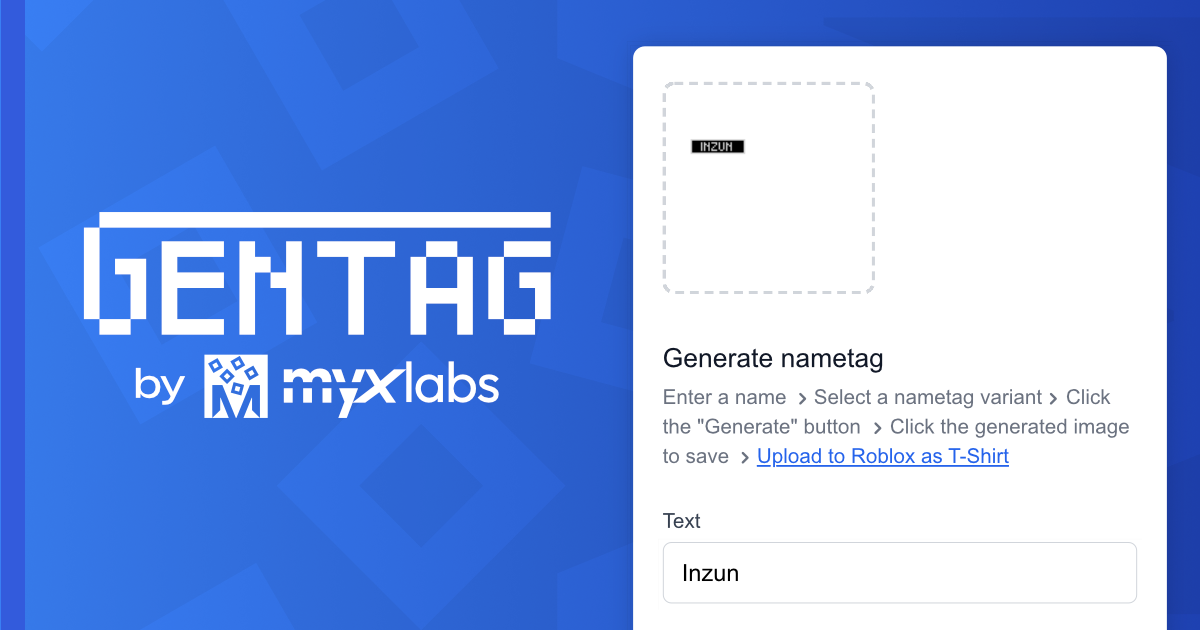 GENTAG
by M myxlabs
INZUN
Generate nametag
Enter a name > Select a nametag variant > Click
the "Generate" button > Click the generated image
to save > Upload to Roblox as T-Shirt
Text
Inzun